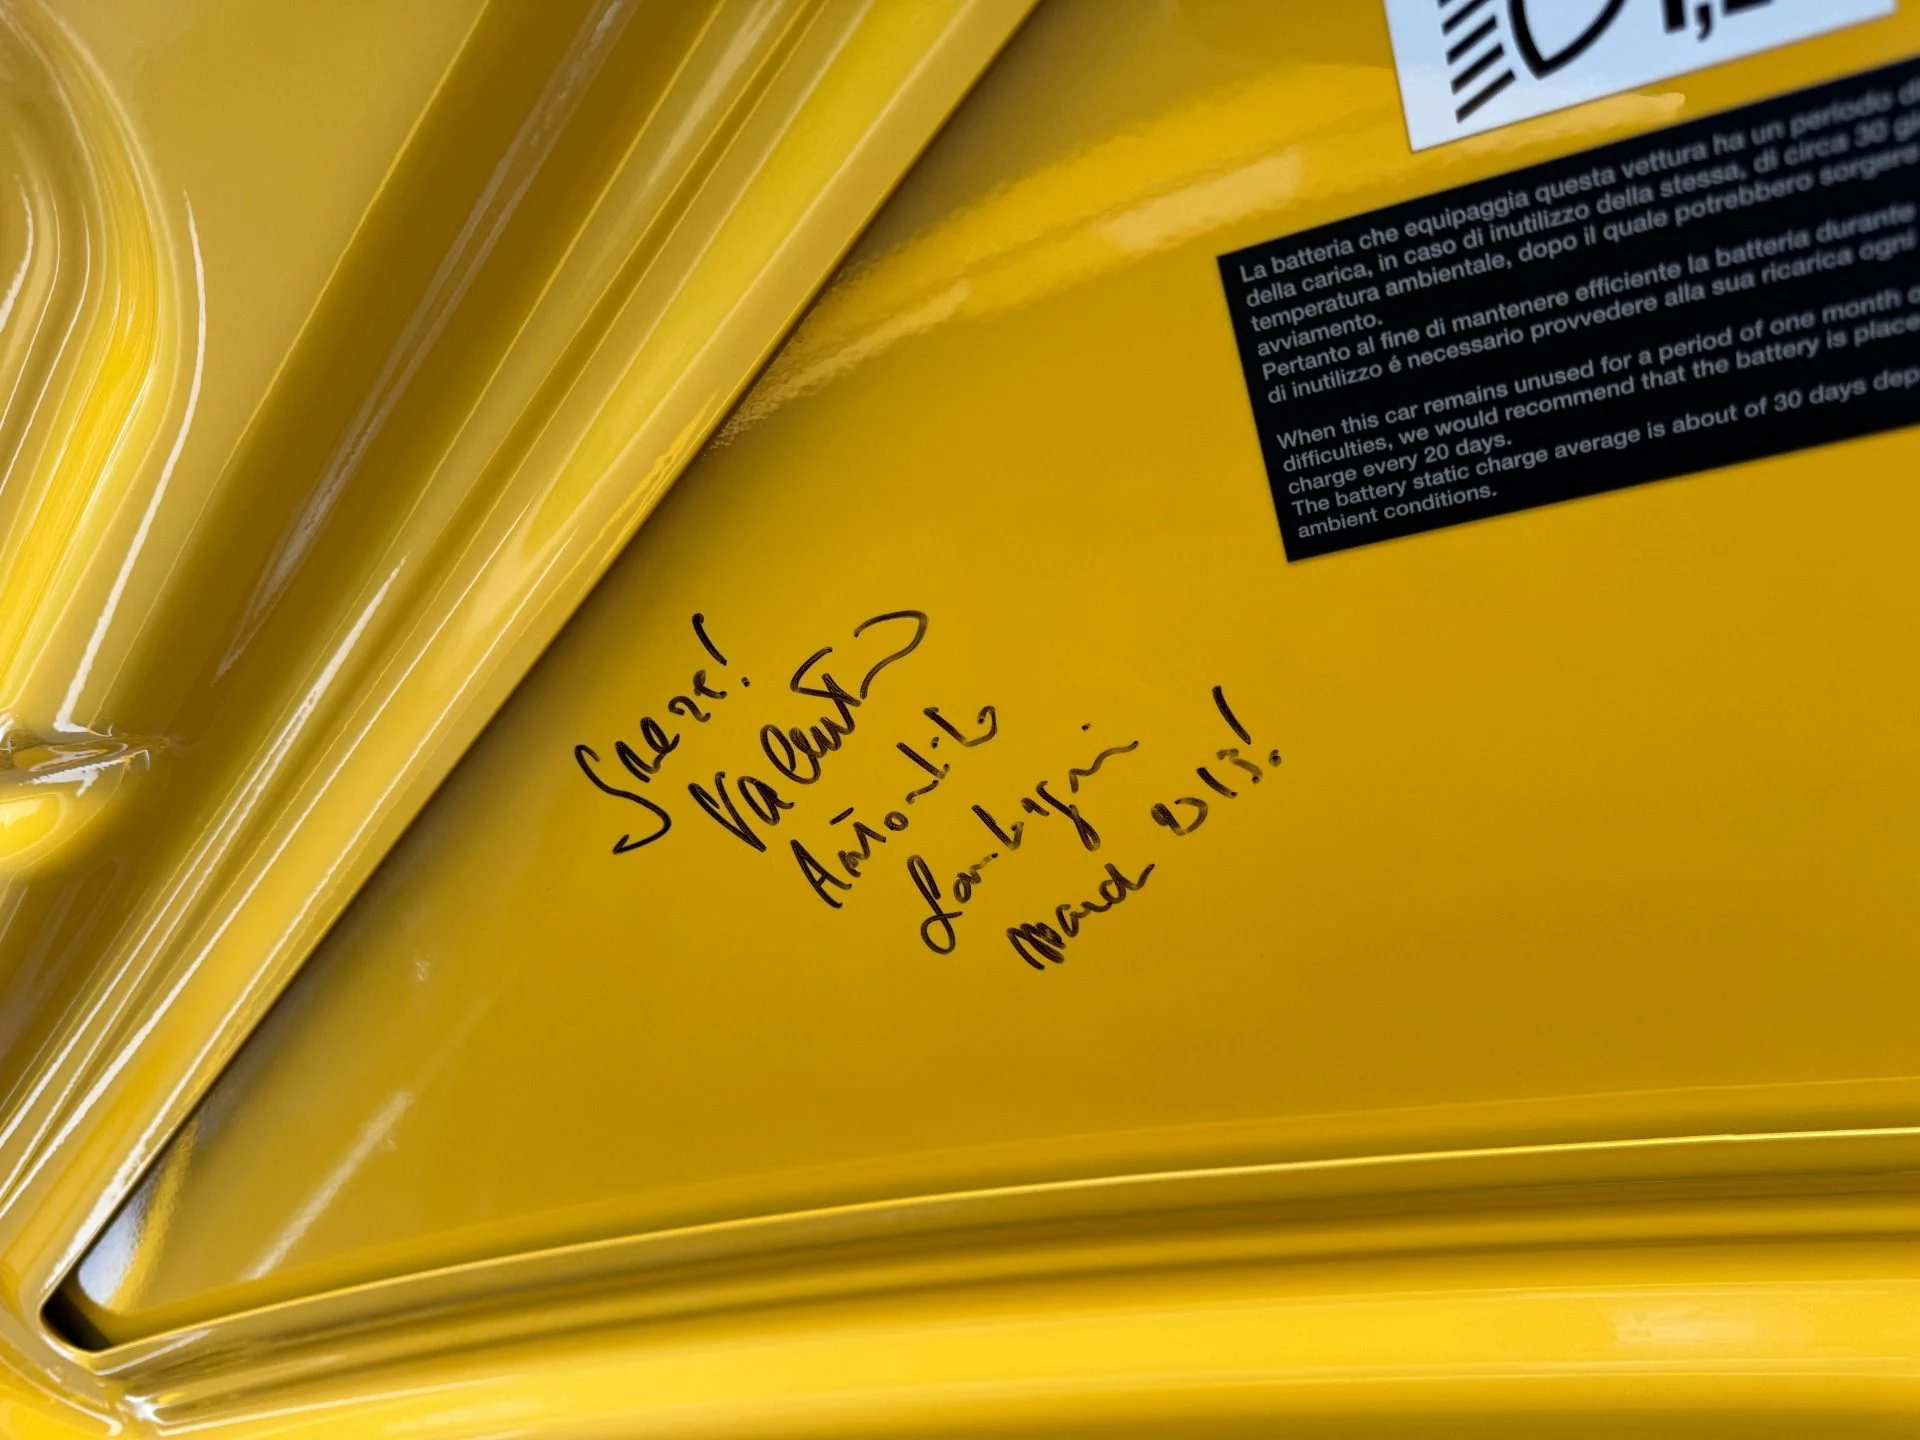 La batteria che equipaggia questa vettura ha un periodo di
della carica, in caso di inutilizzo della stessa, di circa 30
temperatura ambientale, dopo il quale potrebbero sorgere
avviamento.
Pertanto al fine di mantenere efficiente la batteria durante
di inutilizzo é necessario provvedere alla sua ricarica ogni
When this car remains unused for a period of one month
difficulties, we would recommend that the battery is place
charge every 20 days.
The battery static charge average is about of 30 days dep
ambient conditions.
Valentino
Lamborghini
March 2013!